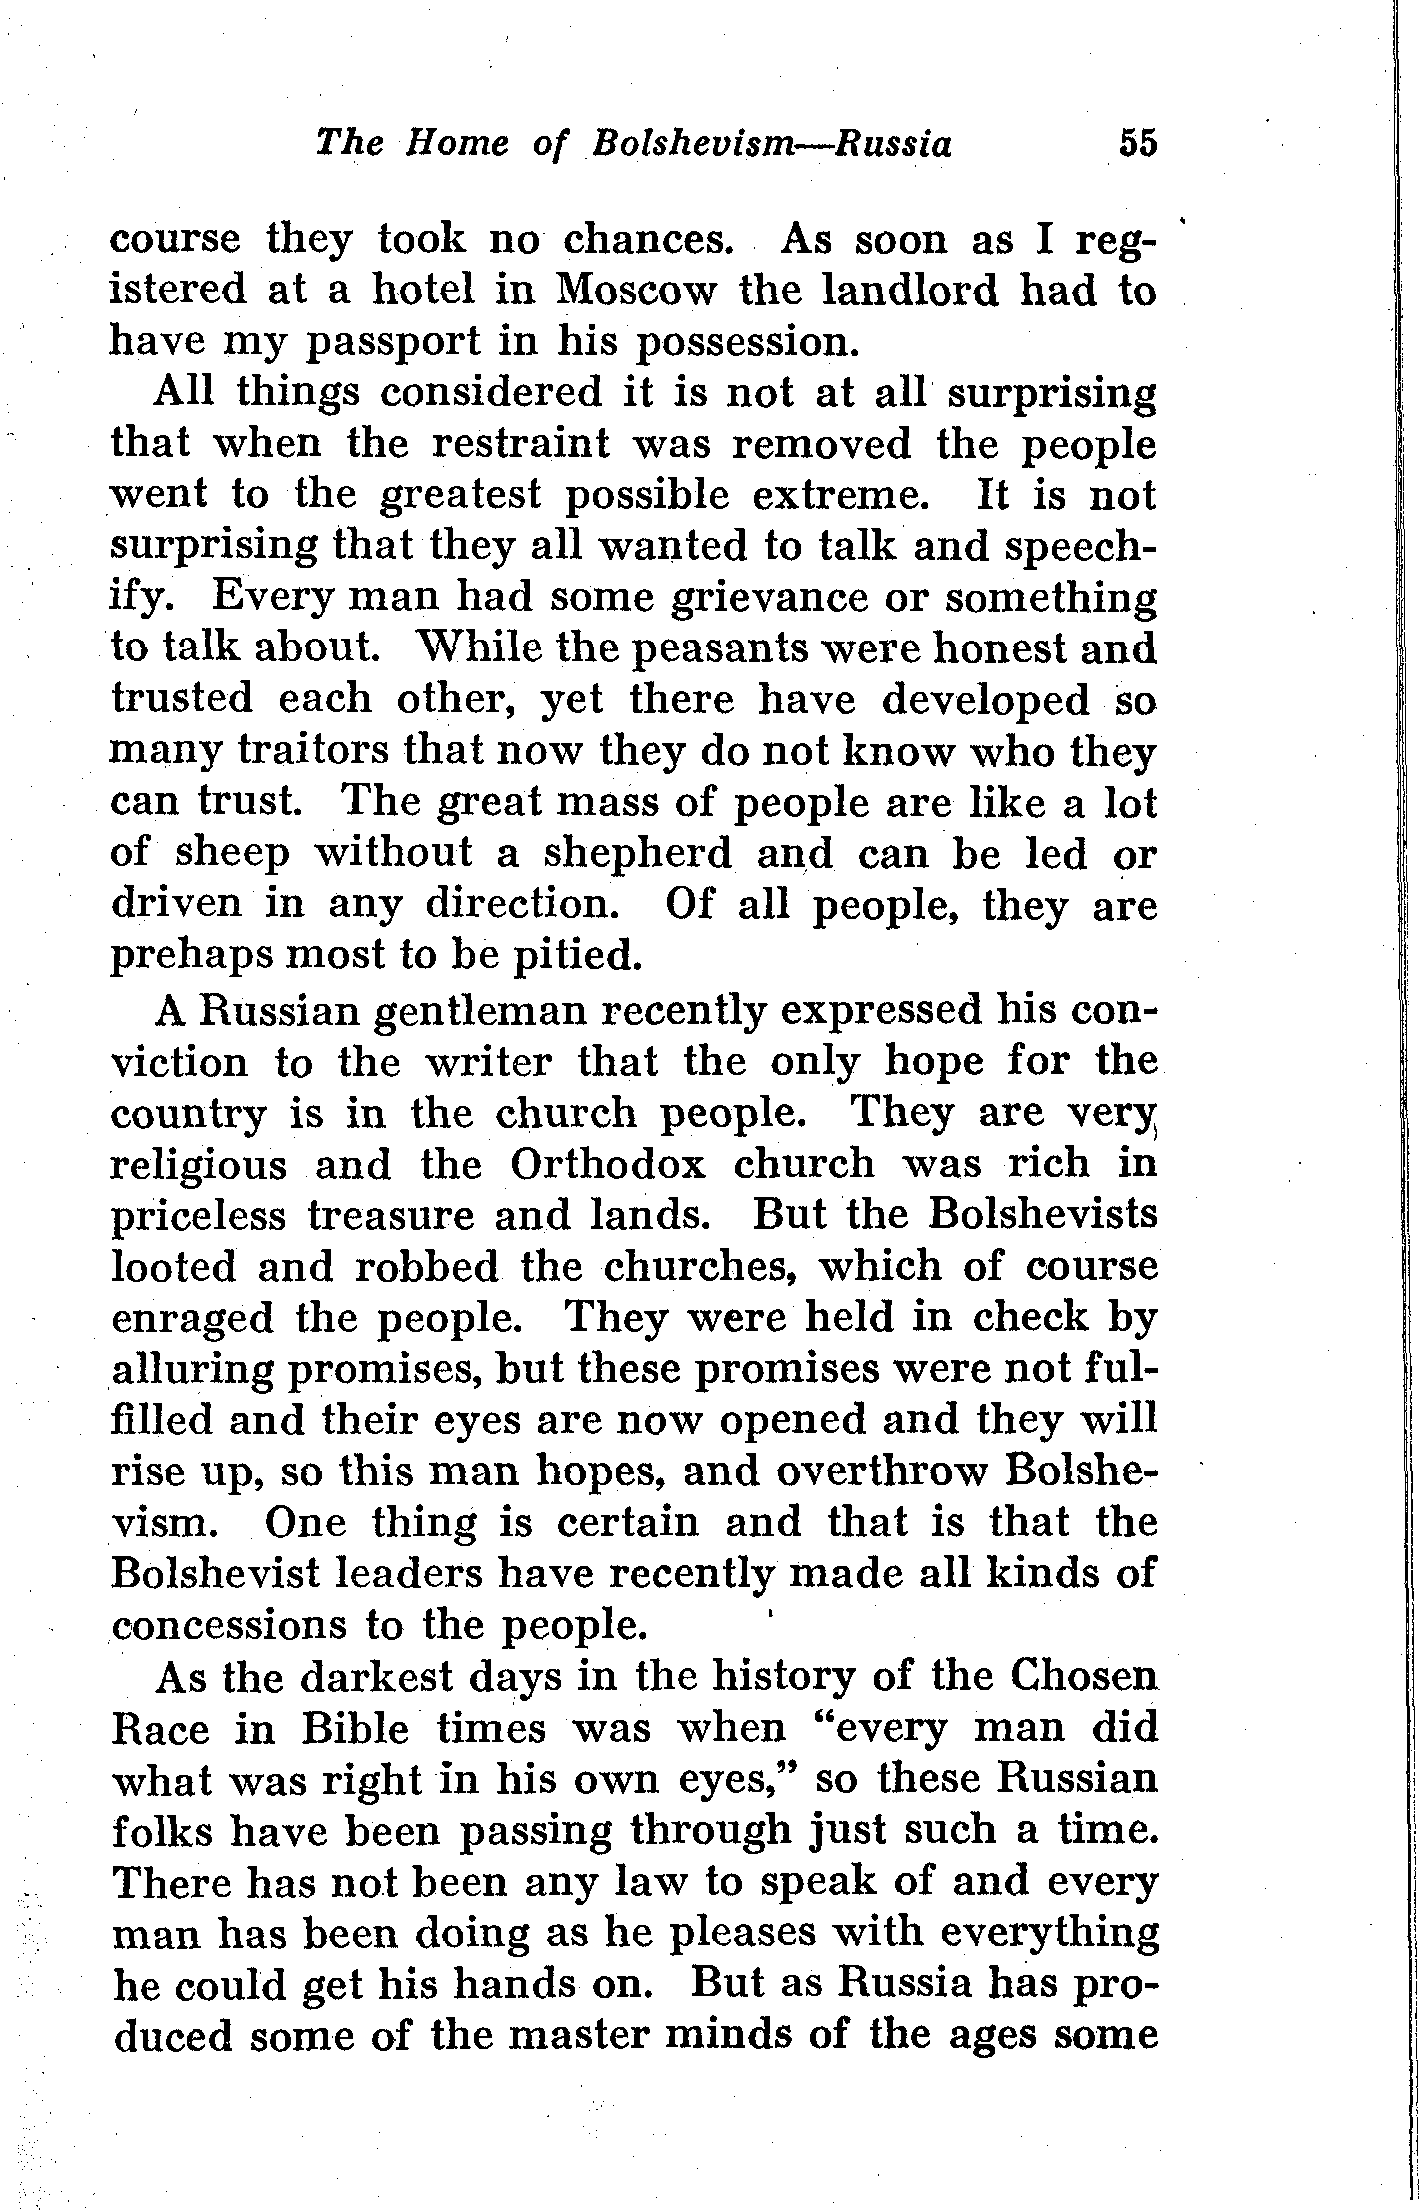 The Home of Bolshevism—Russia 55
course they took no chances. As soon as I reg-
istered at a hotel in Moscow the landlord had to
have my passport in his possession.
All things considered it is not at all surprising
that when the restraint was removed the people
went to the greatest possible extreme. It is not
surprising that they all wanted to talk and speech-
ify. Every man had some grievance or something
to talk about. While the peasants were honest and
trusted each other, yet there have developed so
many traitors that now they do not know who they
can trust. The great mass of people are like a lot
of sheep without a shepherd and can be led or
driven in any direction. Of all people, they are
prehaps most to be pitied.
A Russian gentleman recently expressed his con-
viction to the writer that the only hope for the
country is in the church people. They are very
religious and the Orthodox church was rich in
priceless treasure and lands. But the Bolshevists
looted and robbed the churches, which of course
enraged the people. They were held in check by
alluring promises, but these promises were not ful-
filled and their eyes are now opened and they will
rise up, so this man hopes, and overthrow Bolshe-
vism. One thing is certain and that is that the
Bolshevist leaders have recently made all kinds of
concessions to the people.
As the darkest days in the history of the Chosen
Race in Bible times was when “every man did
what was right in his own eyes,” so these Russian
folks have been passing through just such a time.
There has not been any law to speak of and every
man has been doing as he pleases with everything
he could get his hands on. But as Russia has pro-
duced some of the master minds of the ages some